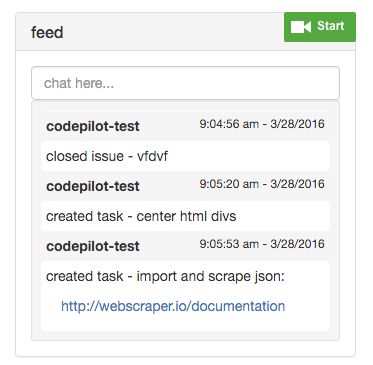 feed
Start
chat here...
codepilot-test 9:04:56 am - 3/28/2016
closed issue - vfdvf
codepilot-test 9:05:20 am - 3/28/2016
created task - center html divs
codepilot-test 9:05:53 am - 3/28/2016
created task - import and scrape json:
http://webscraper.io/documentation